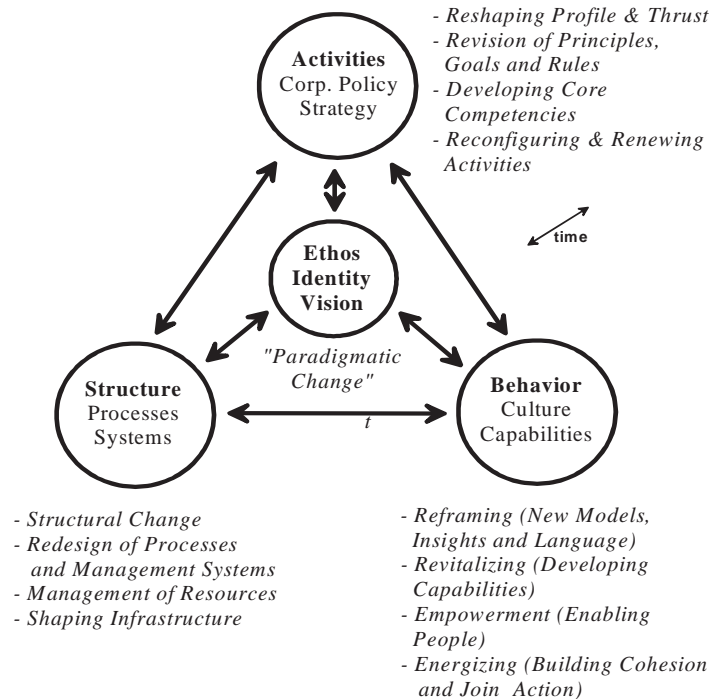 Activities
Corp. Policy
Strategy
- Reshaping Profile & Thrust
- Revision of Principles,
Goals and Rules
- Developing Core
Competencies
- Reconfiguring & Renewing
Activities
time
Ethos
Identity
Vision
"Paradigmatic
Change"
Structure
Processes
Systems
t
Behavior
Culture
Capabilities
- Structural Change
- Redesign of Processes
and Management Systems
- Management of Resources
- Shaping Infrastructure
- Reframing (New Models,
Insights and Language)
- Revitalizing (Developing
Capabilities)
- Empowerment (Enabling
People)
- Energizing (Building Cohesion
and Join Action)